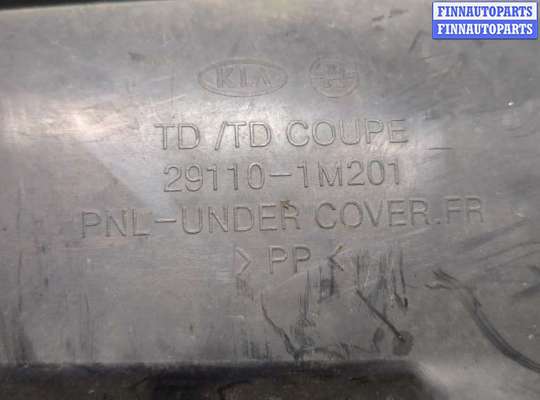 FINNAUTOPARTS
FINNAUTOPARTS
KIA
TD /TD COUPE
29110-1M201
PNL-UNDER COVER.FR
> PP <